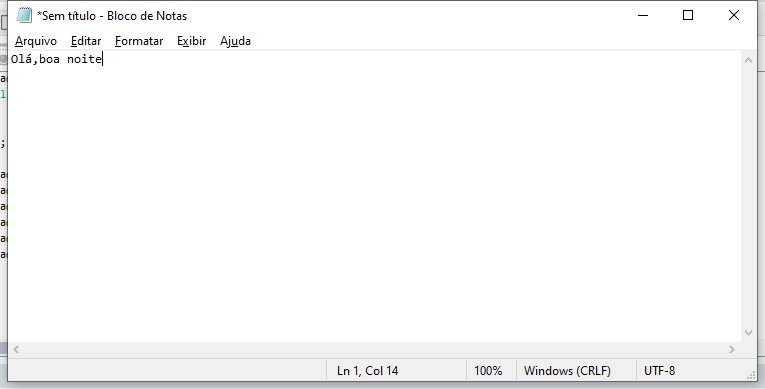 *Sem título - Bloco de Notas
Arquivo Editar Formatar Exibir Ajuda
Olá,boa noite
Ln 1, Col 14 100% Windows (CRLF) UTF-8